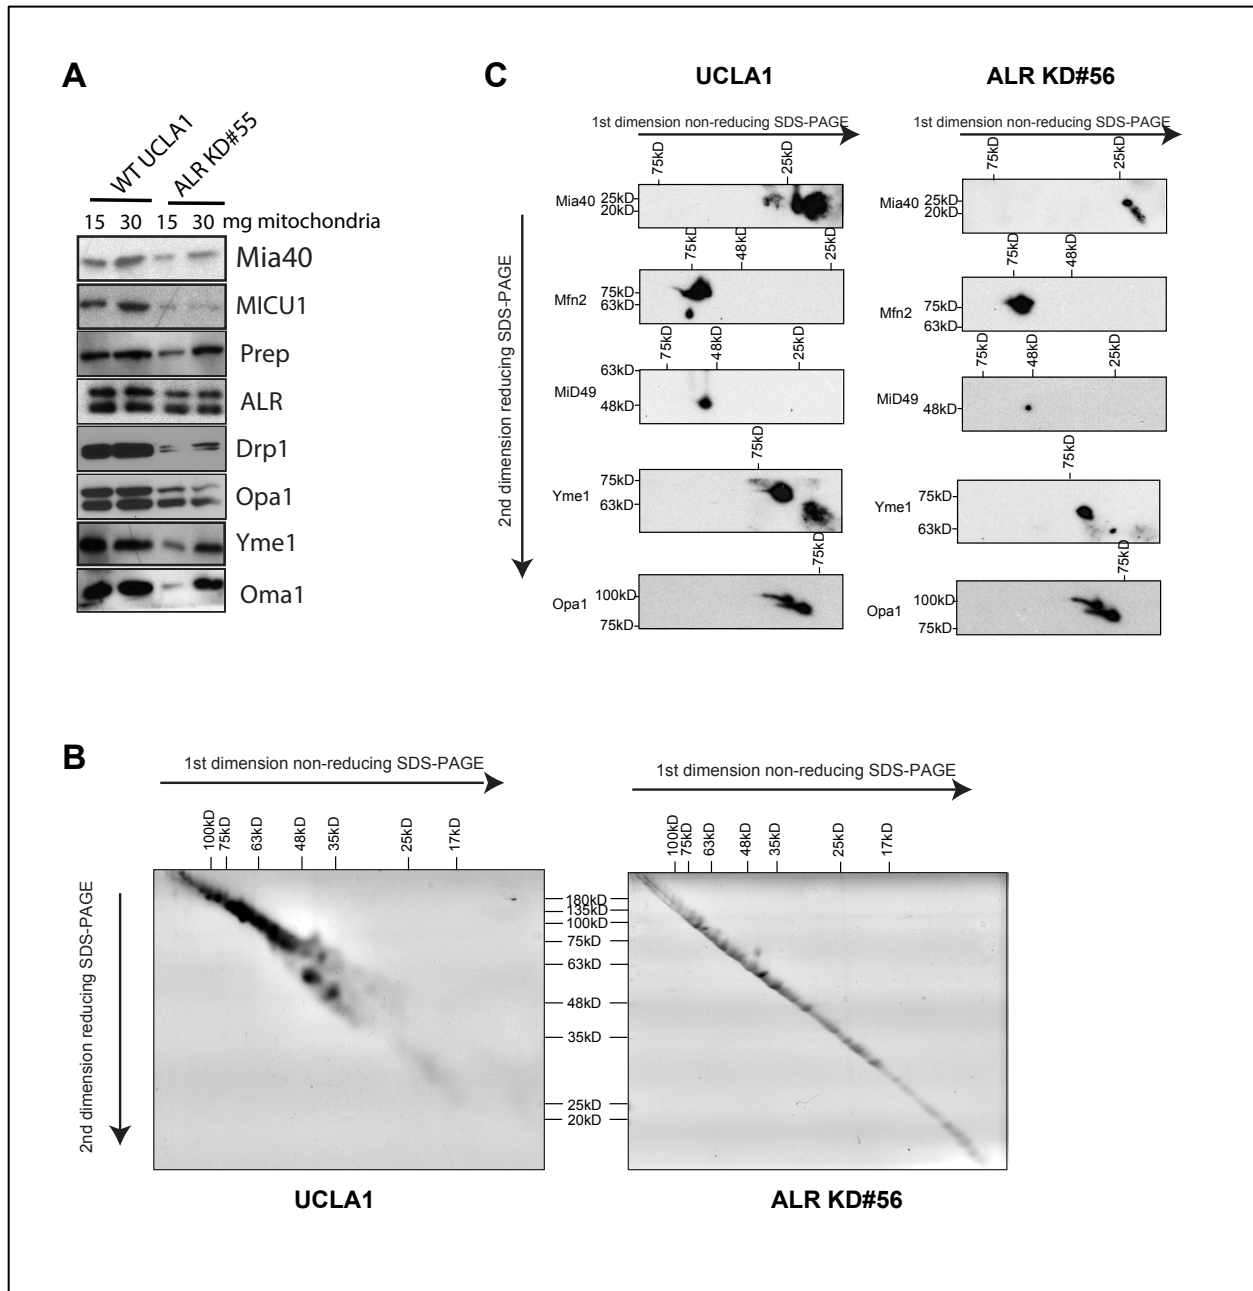 A
WT UCLA1
ALR KD#55
15 30 15 30 mg mitochondria
Mia40
MICU1
Prep
ALR
Drp1
Opa1
Yme1
Oma1
C
UCLA1
ALR KD#56
1st dimension non-reducing SDS-PAGE
2nd dimension reducing SDS-PAGE
75kD 25kD
Mia40 25kD
20kD
75kD 48kD 25kD
Mfn2 75kD
63kD
75kD 48kD 25kD
MiD49 63kD
48kD
75kD
Yme1 75kD
63kD
75kD
Opa1 100kD
75kD
1st dimension non-reducing SDS-PAGE
75kD 25kD
Mia40 25kD
20kD
75kD 48kD
Mfn2 75kD
63kD
75kD 48kD 25kD
MiD49 48kD
75kD
Yme1 75kD
63kD
75kD
Opa1 100kD
75kD
B
1st dimension non-reducing SDS-PAGE
100kD 75kD 63kD 48kD 35kD 25kD 17kD
2nd dimension reducing SDS-PAGE
180kD
135kD
100kD
75kD
63kD
48kD
35kD
25kD
20kD
UCLA1
1st dimension non-reducing SDS-PAGE
100kD 75kD 63kD 48kD 35kD 25kD 17kD
ALR KD#56